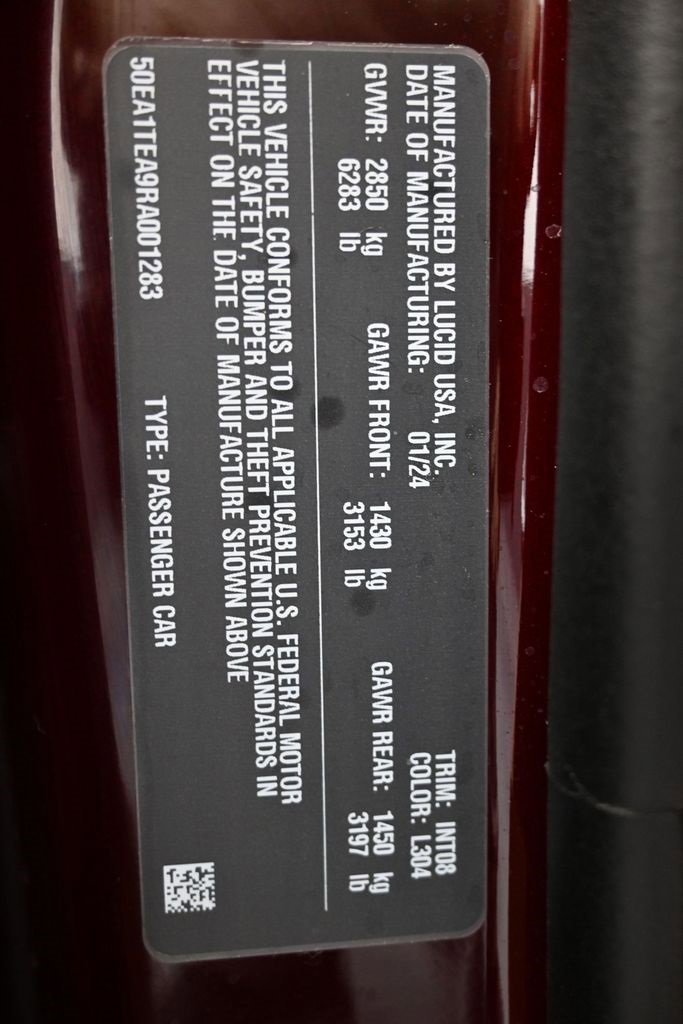 MANUFACTURED BY LUCID USA, INC.
DATE OF MANUFACTURING: 01/24
TRIM: INT08
COLOR: L304
GVWR: 2850 kg GAWR FRONT: 1430 kg GAWR REAR: 1450 kg
6283 lb 3153 lb 3197 lb
THIS VEHICLE CONFORMS TO ALL APPLICABLE U.S. FEDERAL MOTOR
VEHICLE SAFETY, BUMPER AND THEFT PREVENTION STANDARDS IN
EFFECT ON THE DATE OF MANUFACTURE SHOWN ABOVE
50EA1TEA9RA001283 TYPE: PASSENGER CAR